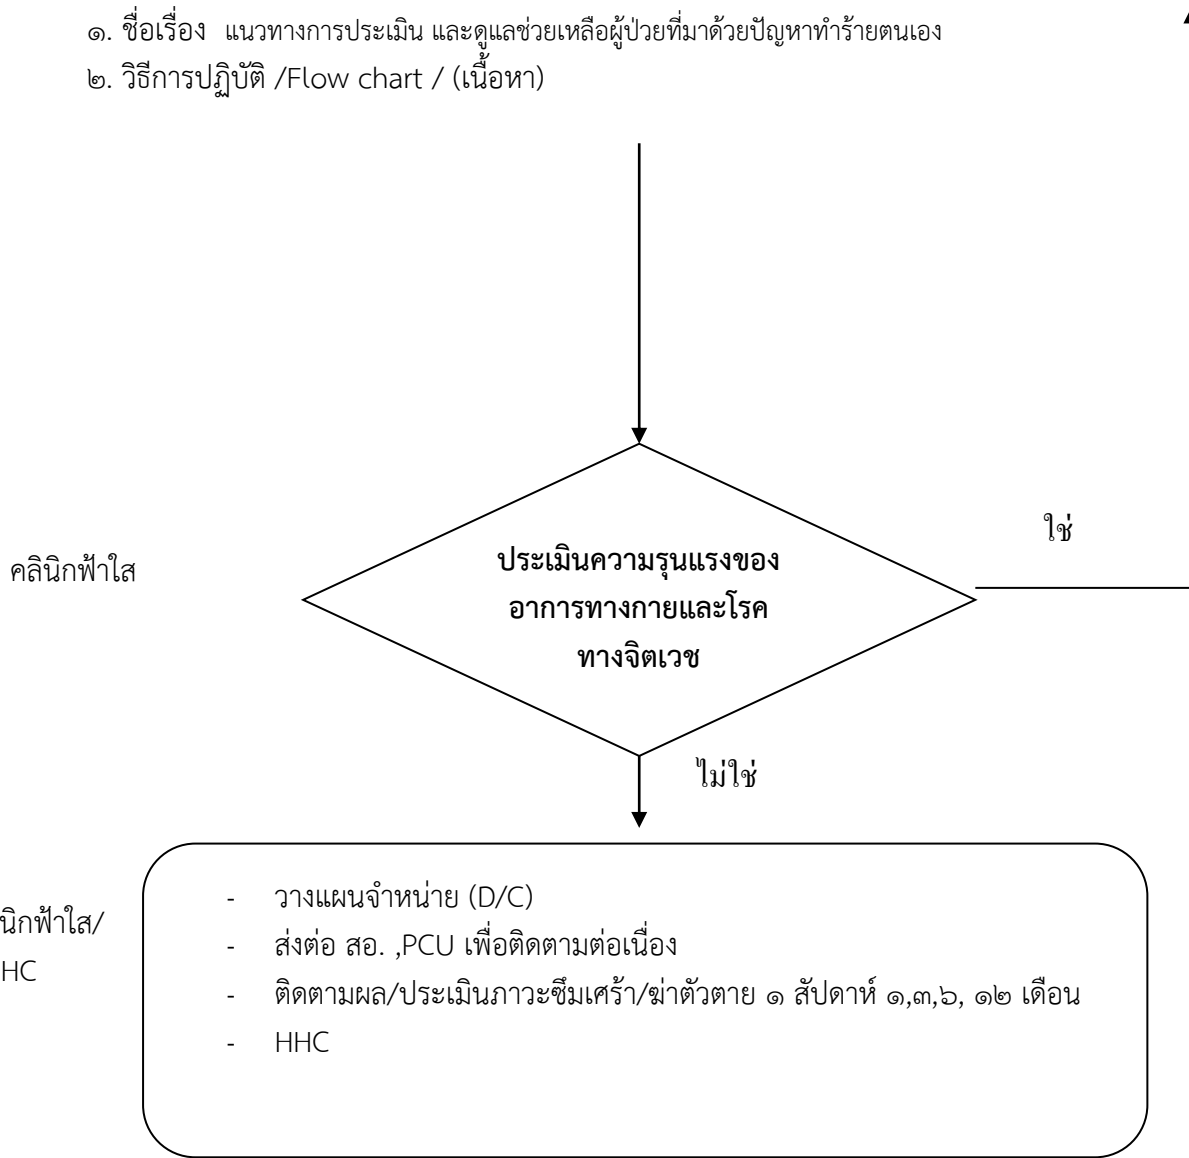 ๑. ชื่อเรื่อง แนวทางการประเมิน และดูแลช่วยเหลือผู้ป่วยที่มาด้วยปัญหาทำร้ายตนเอง
๒. วิธีการปฏิบัติ /Flow chart / (เนื้อหา)
ใช่
คลินิกฟ้าใส
ประเมินความรุนแรงของ
อาการทางกายและโรค
ทางจิตเวช
ไม่ใช่
นิกฟ้าใส/
HC
- วางแผนจำหน่าย (D/C)
- ส่งต่อ สอ. ,PCU เพื่อติดตามต่อเนื่อง
- ติดตามผล/ประเมินภาวะซึมเศร้า/ฆ่าตัวตาย ๑ สัปดาห์ ๑,๓,๖, ๑๒ เดือน
- HHC